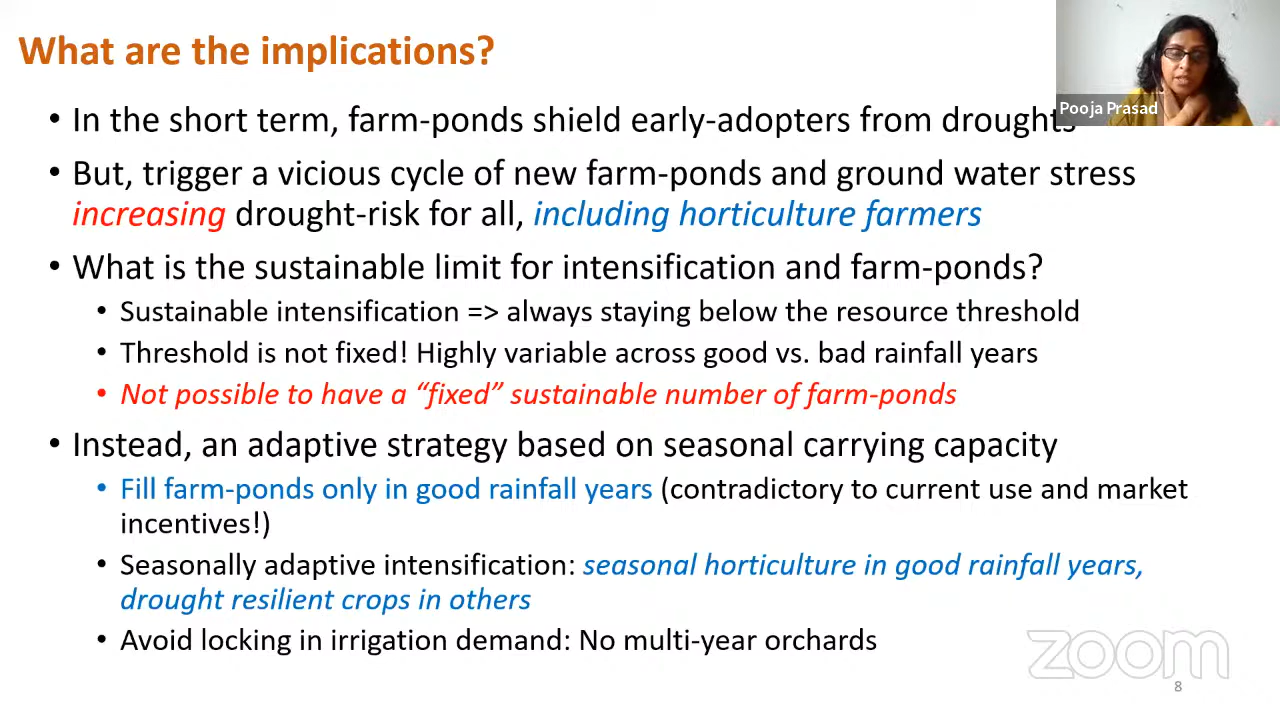 What are the implications?
Pooja Prasad
• In the short term, farm-ponds shield early-adopters from droughts
• But, trigger a vicious cycle of new farm-ponds and ground water stress
increasing drought-risk for all, including horticulture farmers
• What is the sustainable limit for intensification and farm-ponds?
• Sustainable intensification => always staying below the resource threshold
• Threshold is not fixed! Highly variable across good vs. bad rainfall years
• Not possible to have a “fixed” sustainable number of farm-ponds
• Instead, an adaptive strategy based on seasonal carrying capacity
• Fill farm-ponds only in good rainfall years (contradictory to current use and market
incentives!)
• Seasonally adaptive intensification: seasonal horticulture in good rainfall years,
drought resilient crops in others
• Avoid locking in irrigation demand: No multi-year orchards
zoom
8